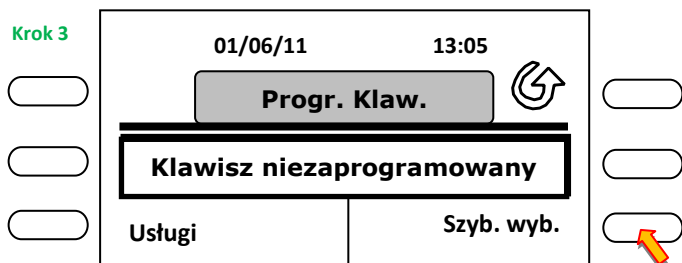 Krok 3
01/06/11 13:05
Progr. Klaw.
Klawisz niezaprogramowany
Usługi Szyb. wyb.